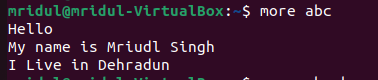 mridul@mridul-VirtualBox:~$ more abc
Hello
My name is Mriudl Singh
I Live in Dehradun